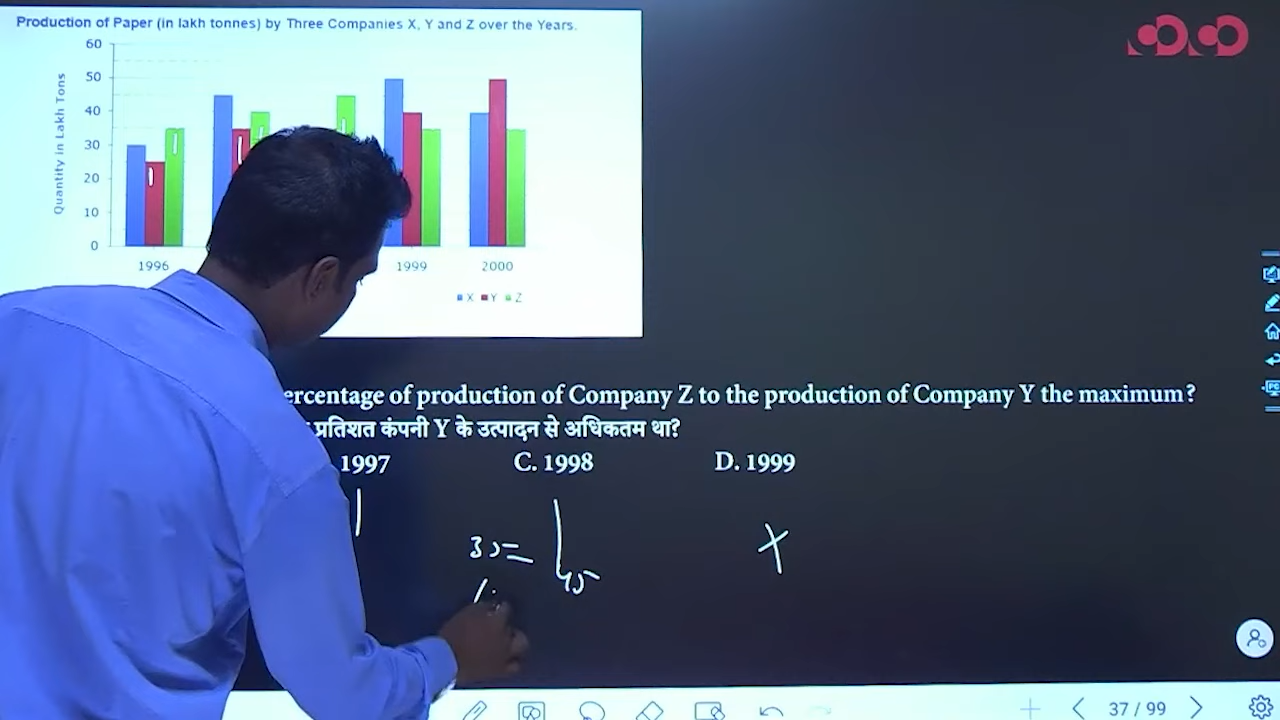 Production of Paper (in lakh tonnes) by Three Companies X, Y and Z over the Years.
60
50
40
30
20
10
0
Quantity in Lakh Tons
1996
1999
2000
X Y Z
ercentage of production of Company Z to the production of Company Y the maximum?
प्रतिशत कंपनी Y के उत्पादन से अधिकतम था?
1997 C. 1998 D. 1999
45
37 / 99